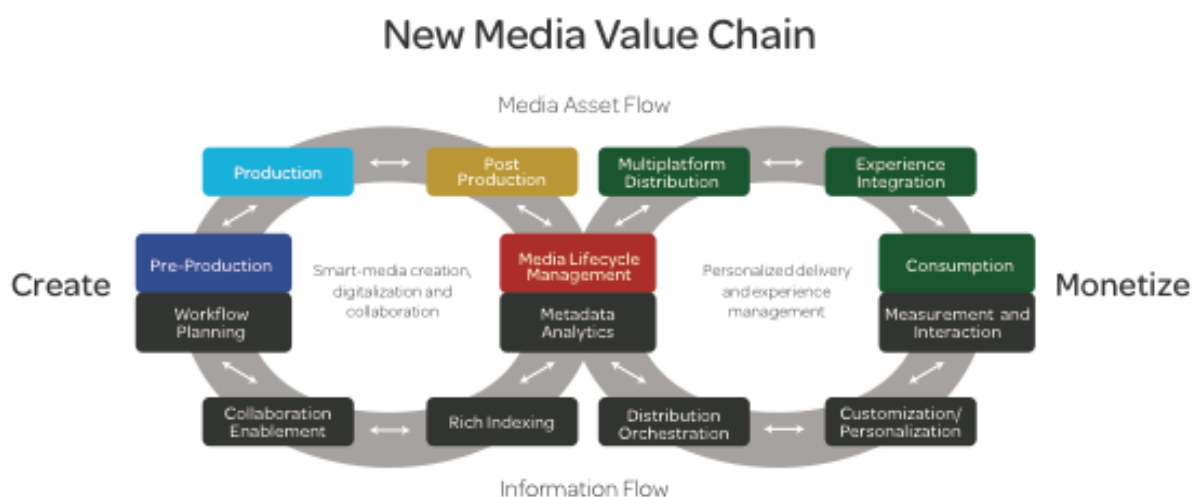 New Media Value Chain
Media Asset Flow
Production
Post
Production
Multiplatform
Distribution
Experience
Integration
Create
Pre-Production
Workflow
Planning
Smart-media creation,
digitalization and
collaboration
Media Lifecycle
Management
Metadata
Analytics
Personalized delivery
and experience
management
Consumption
Measurement and
Interaction
Monetize
Collaboration
Enablement
Rich Indexing
Distribution
Orchestration
Customization/
Personalization
Information Flow